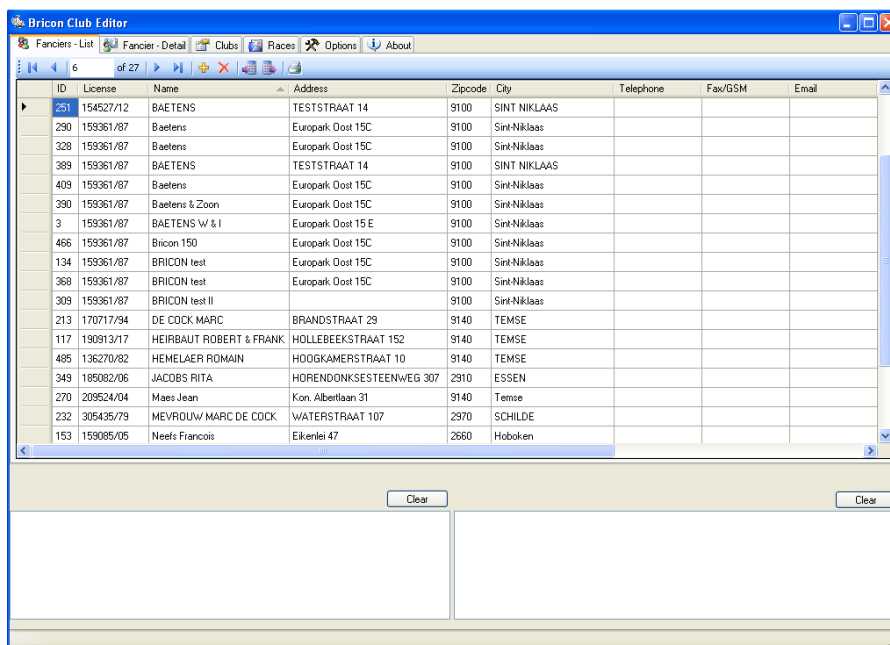 Bricon Club Editor
Fanciers - List Fancier - Detail Clubs Races Options About
6 of 27
ID License Name Address Zipcode City Telephone Fax/GSM Email
251 154527/12 BAETENS TESTSTRAAT 14 9100 SINT NIKLAAS
290 159361/87 Baetens Europark Oost 15C 9100 Sint-Niklaas
328 159361/87 Baetens Europark Oost 15C 9100 Sint-Niklaas
389 159361/87 BAETENS TESTSTRAAT 14 9100 SINT NIKLAAS
409 159361/87 Baetens Europark Oost 15C 9100 Sint-Niklaas
390 159361/87 Baetens & Zoon Europark Oost 15C 9100 Sint-Niklaas
3 159361/87 BAETENS W & I Europark Oost 15 E 9100 Sint-Niklaas
466 159361/87 Bricon 150 Europark Oost 15C 9100 Sint-Niklaas
134 159361/87 BRICON test Europark Oost 15C 9100 Sint-Niklaas
368 159361/87 BRICON test Europark Oost 15C 9100 Sint-Niklaas
309 159361/87 BRICON test II 9100 Sint-Niklaas
213 170717/94 DE COCK MARC BRANDSTRAAT 29 9140 TEMSE
117 190913/17 HEIRBAUT ROBERT & FRANK HOLLEBEEKSTRAAT 152 9140 TEMSE
485 136270/82 HEMELAER ROMAIN HOOGKAMERSTRAAT 10 9140 TEMSE
349 185082/06 JACOBS RITA HORENDONKSESTEENWEG 307 2910 ESSEN
270 209524/04 Maes Jean Kon. Albertlaan 31 9140 Temse
232 305435/79 MEVROUW MARC DE COCK WATERSTRAAT 107 2970 SCHILDE
153 159085/05 Neefs Francois Eikenlei 47 2660 Hoboken
Clear Clear